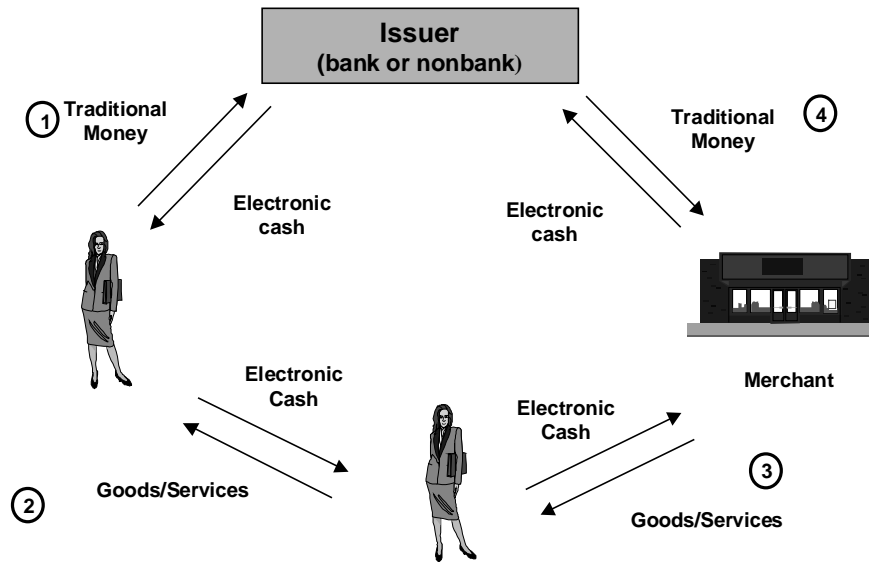 Issuer
(bank or nonbank)
1
Traditional
Money
4
Traditional
Money
Electronic
cash
Electronic
cash
Merchant
Electronic
Cash
Electronic
Cash
2
Goods/Services
3
Goods/Services